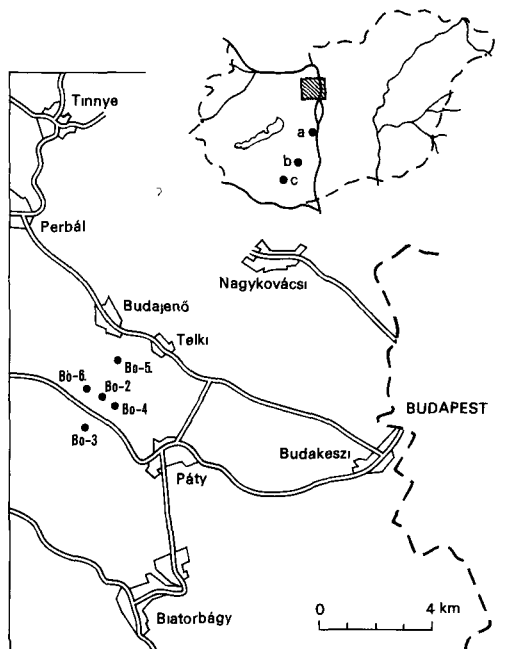 Tinnye
a
b
c
Perbál
Nagykovácsi
Budajenő
Telki
Bo-5.
Bo-6.
Bo-2
Bo-4
Bo-3
BUDAPEST
Budakeszi
Páty
Biatorbágy
0 4 km